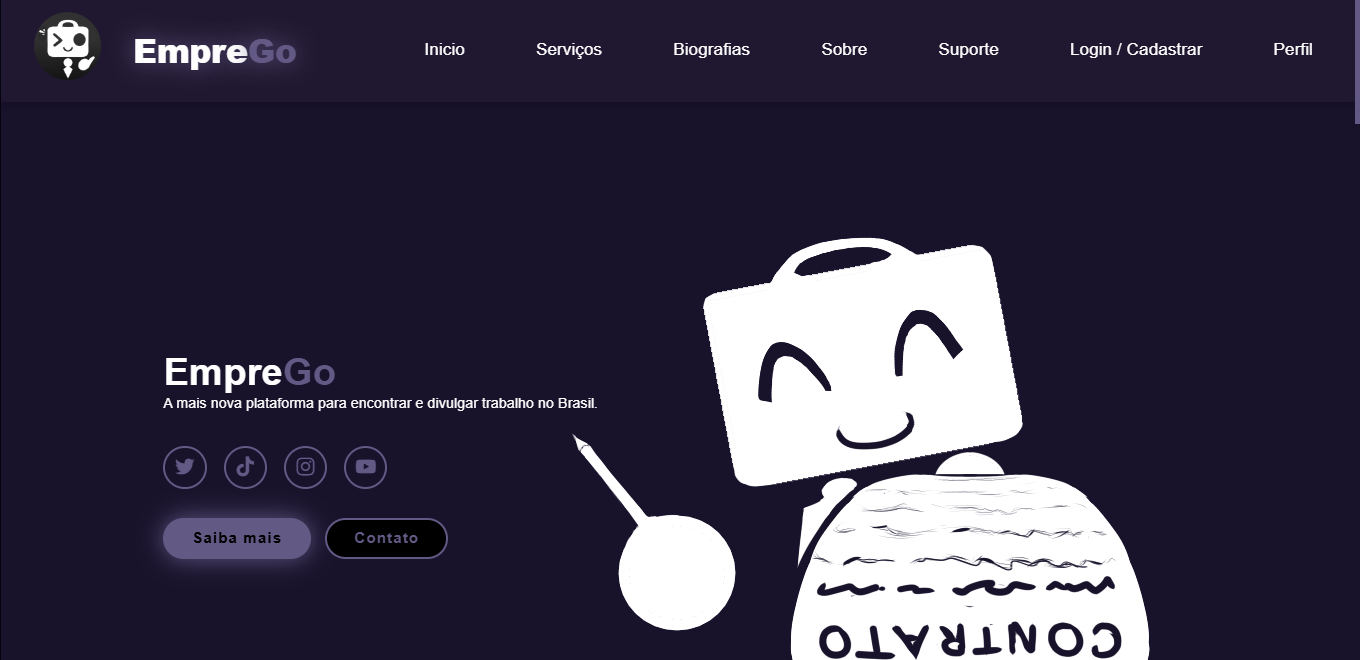 EmpreGo
Inicio Serviços Biografias Sobre Suporte Login / Cadastrar Perfil
EmpreGo
A mais nova plataforma para encontrar e divulgar trabalho no Brasil.
Saiba mais Contato
CONTRATO